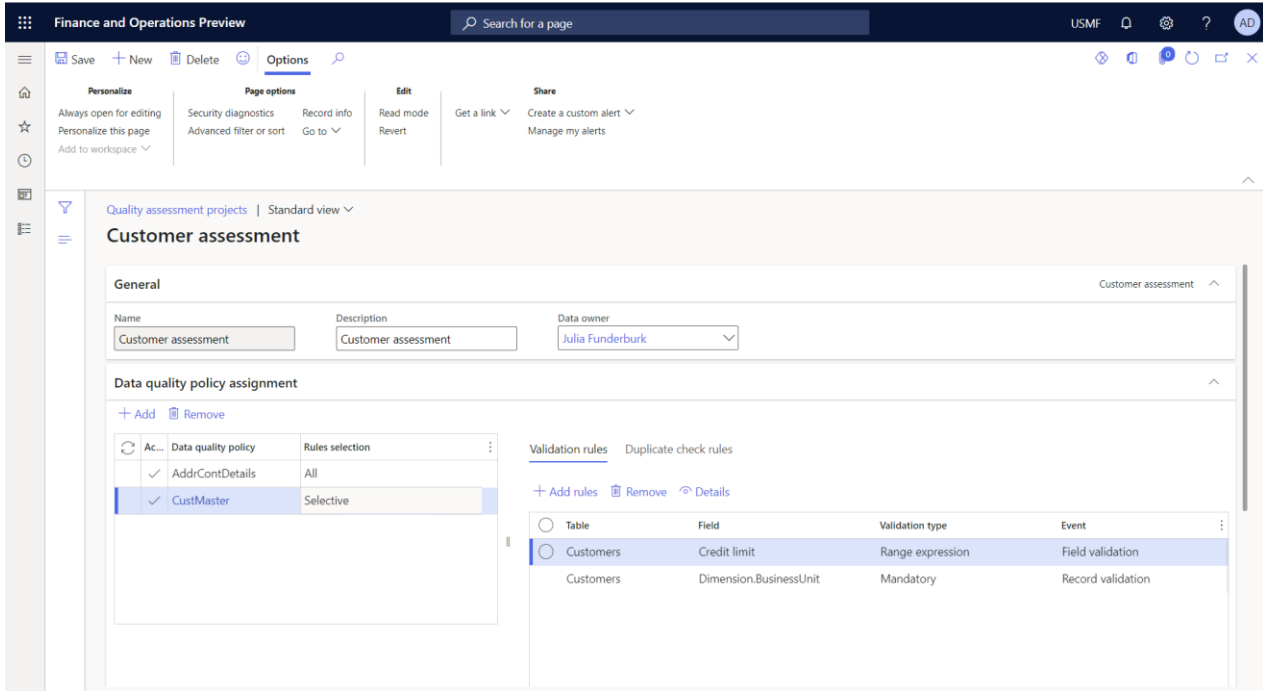 Finance and Operations Preview
Search for a page
USMF
?
AD
Save
New
Delete
Options
0
Personalize
Page options
Edit
Share
Always open for editing
Security diagnostics
Record info
Read mode
Get a link
Create a custom alert
Personalize this page
Advanced filter or sort
Go to
Revert
Manage my alerts
Add to workspace
Quality assessment projects | Standard view
Customer assessment
General
Customer assessment
Name
Description
Data owner
Customer assessment
Customer assessment
Julia Funderburk
Data quality policy assignment
Add
Remove
Ac...
Data quality policy
Rules selection
AddrContDetails
All
CustMaster
Selective
Validation rules
Duplicate check rules
Add rules
Remove
Details
Table
Field
Validation type
Event
Customers
Credit limit
Range expression
Field validation
Customers
Dimension.BusinessUnit
Mandatory
Record validation